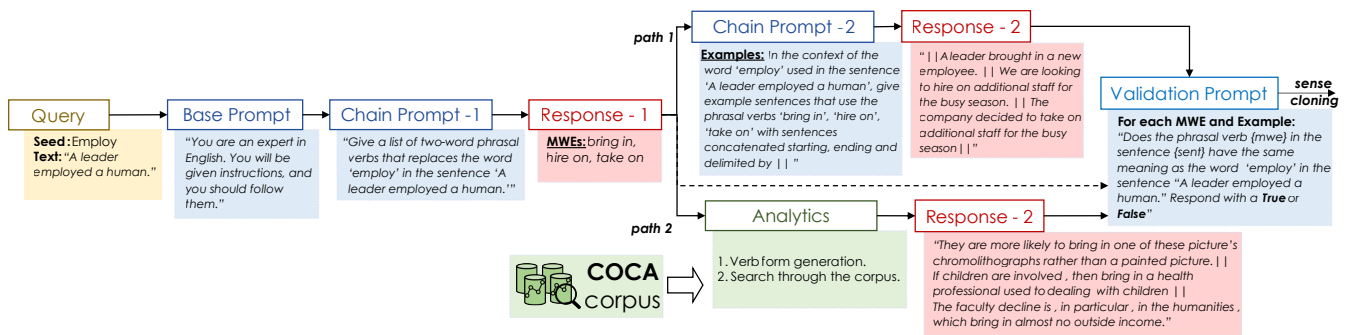 Query
Seed: Employ
Text: "A leader
employed a human."
Base Prompt
"You are an expert in
English. You will be
given instructions, and
you should follow
them."
Chain Prompt -1
"Give a list of two-word phrasal
verbs that replaces the word
'employ' in the sentence 'A
leader employed a human.'"
Response - 1
MWEs: bring in,
hire on, take on
path 1
Chain Prompt - 2
Examples: In the context of the
word 'employ' used in the sentence
'A leader employed a human', give
example sentences that use the
phrasal verbs 'bring in', 'hire on',
'take on' with sentences
concatenated starting, ending and
delimited by || "
Response - 2
"||A leader brought in a new
employee. || We are looking
to hire on additional staff for
the busy season. || The
company decided to take on
additional staff for the busy
season||"
path 2
Analytics
1. Verb form generation.
2. Search through the corpus.
COCA
corpus
Response - 2
"They are more likely to bring in one of these picture's
chromolithographs rather than a painted picture.||
If children are involved , then bring in a health
professional used to dealing with children ||
The faculty decline is , in particular , in the humanities ,
which bring in almost no outside income."
Validation Prompt
For each MWE and Example:
"Does the phrasal verb {mwe} in the
sentence {sent} have the same
meaning as the word 'employ' in the
sentence "A leader employed a
human." Respond with a True or
False"
sense
cloning